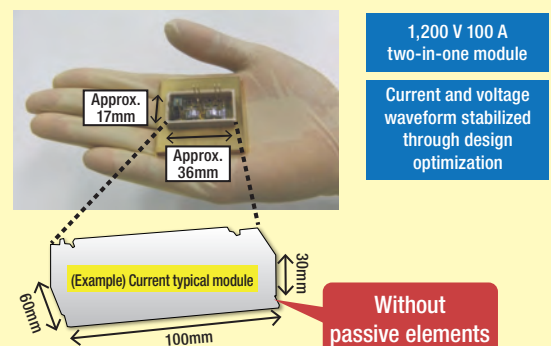 Approx.
17mm
Approx.
36mm
1,200 V 100 A
two-in-one module
Current and voltage
waveform stabilized
through design
optimization
(Example) Current typical module
30mm
60mm
100mm
Without
passive elements